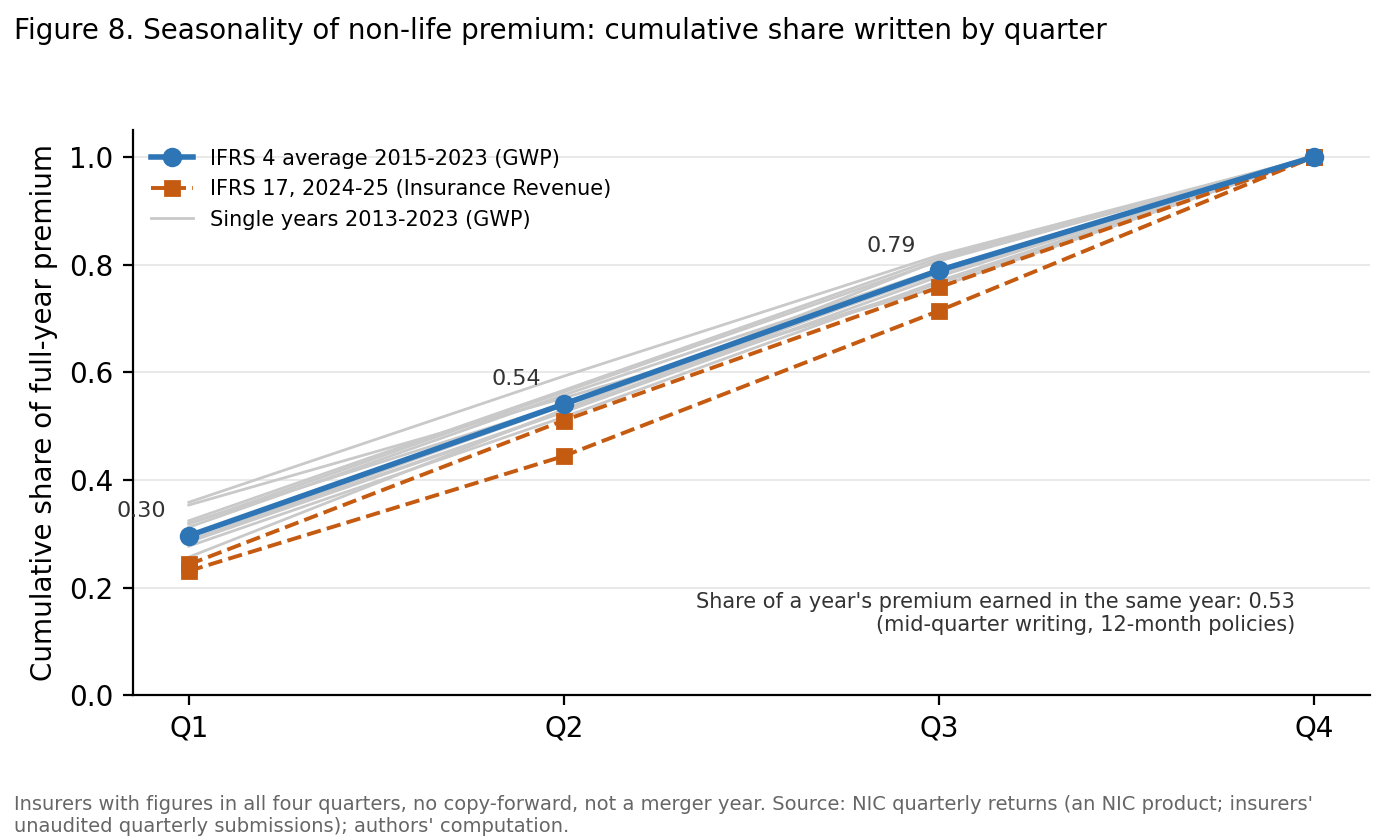 Figure 8. Seasonality of non-life premium: cumulative share written by quarter
Cumulative share of full-year premium
1.0
0.8
0.6
0.4
0.2
0.0
IFRS 4 average 2015-2023 (GWP)
IFRS 17, 2024-25 (Insurance Revenue)
Single years 2013-2023 (GWP)
0.79
0.54
0.30
Share of a year's premium earned in the same year: 0.53
(mid-quarter writing, 12-month policies)
Q1
Q2
Q3
Q4
Insurers with figures in all four quarters, no copy-forward, not a merger year. Source: NIC quarterly returns (an NIC product; insurers'
unaudited quarterly submissions); authors' computation.